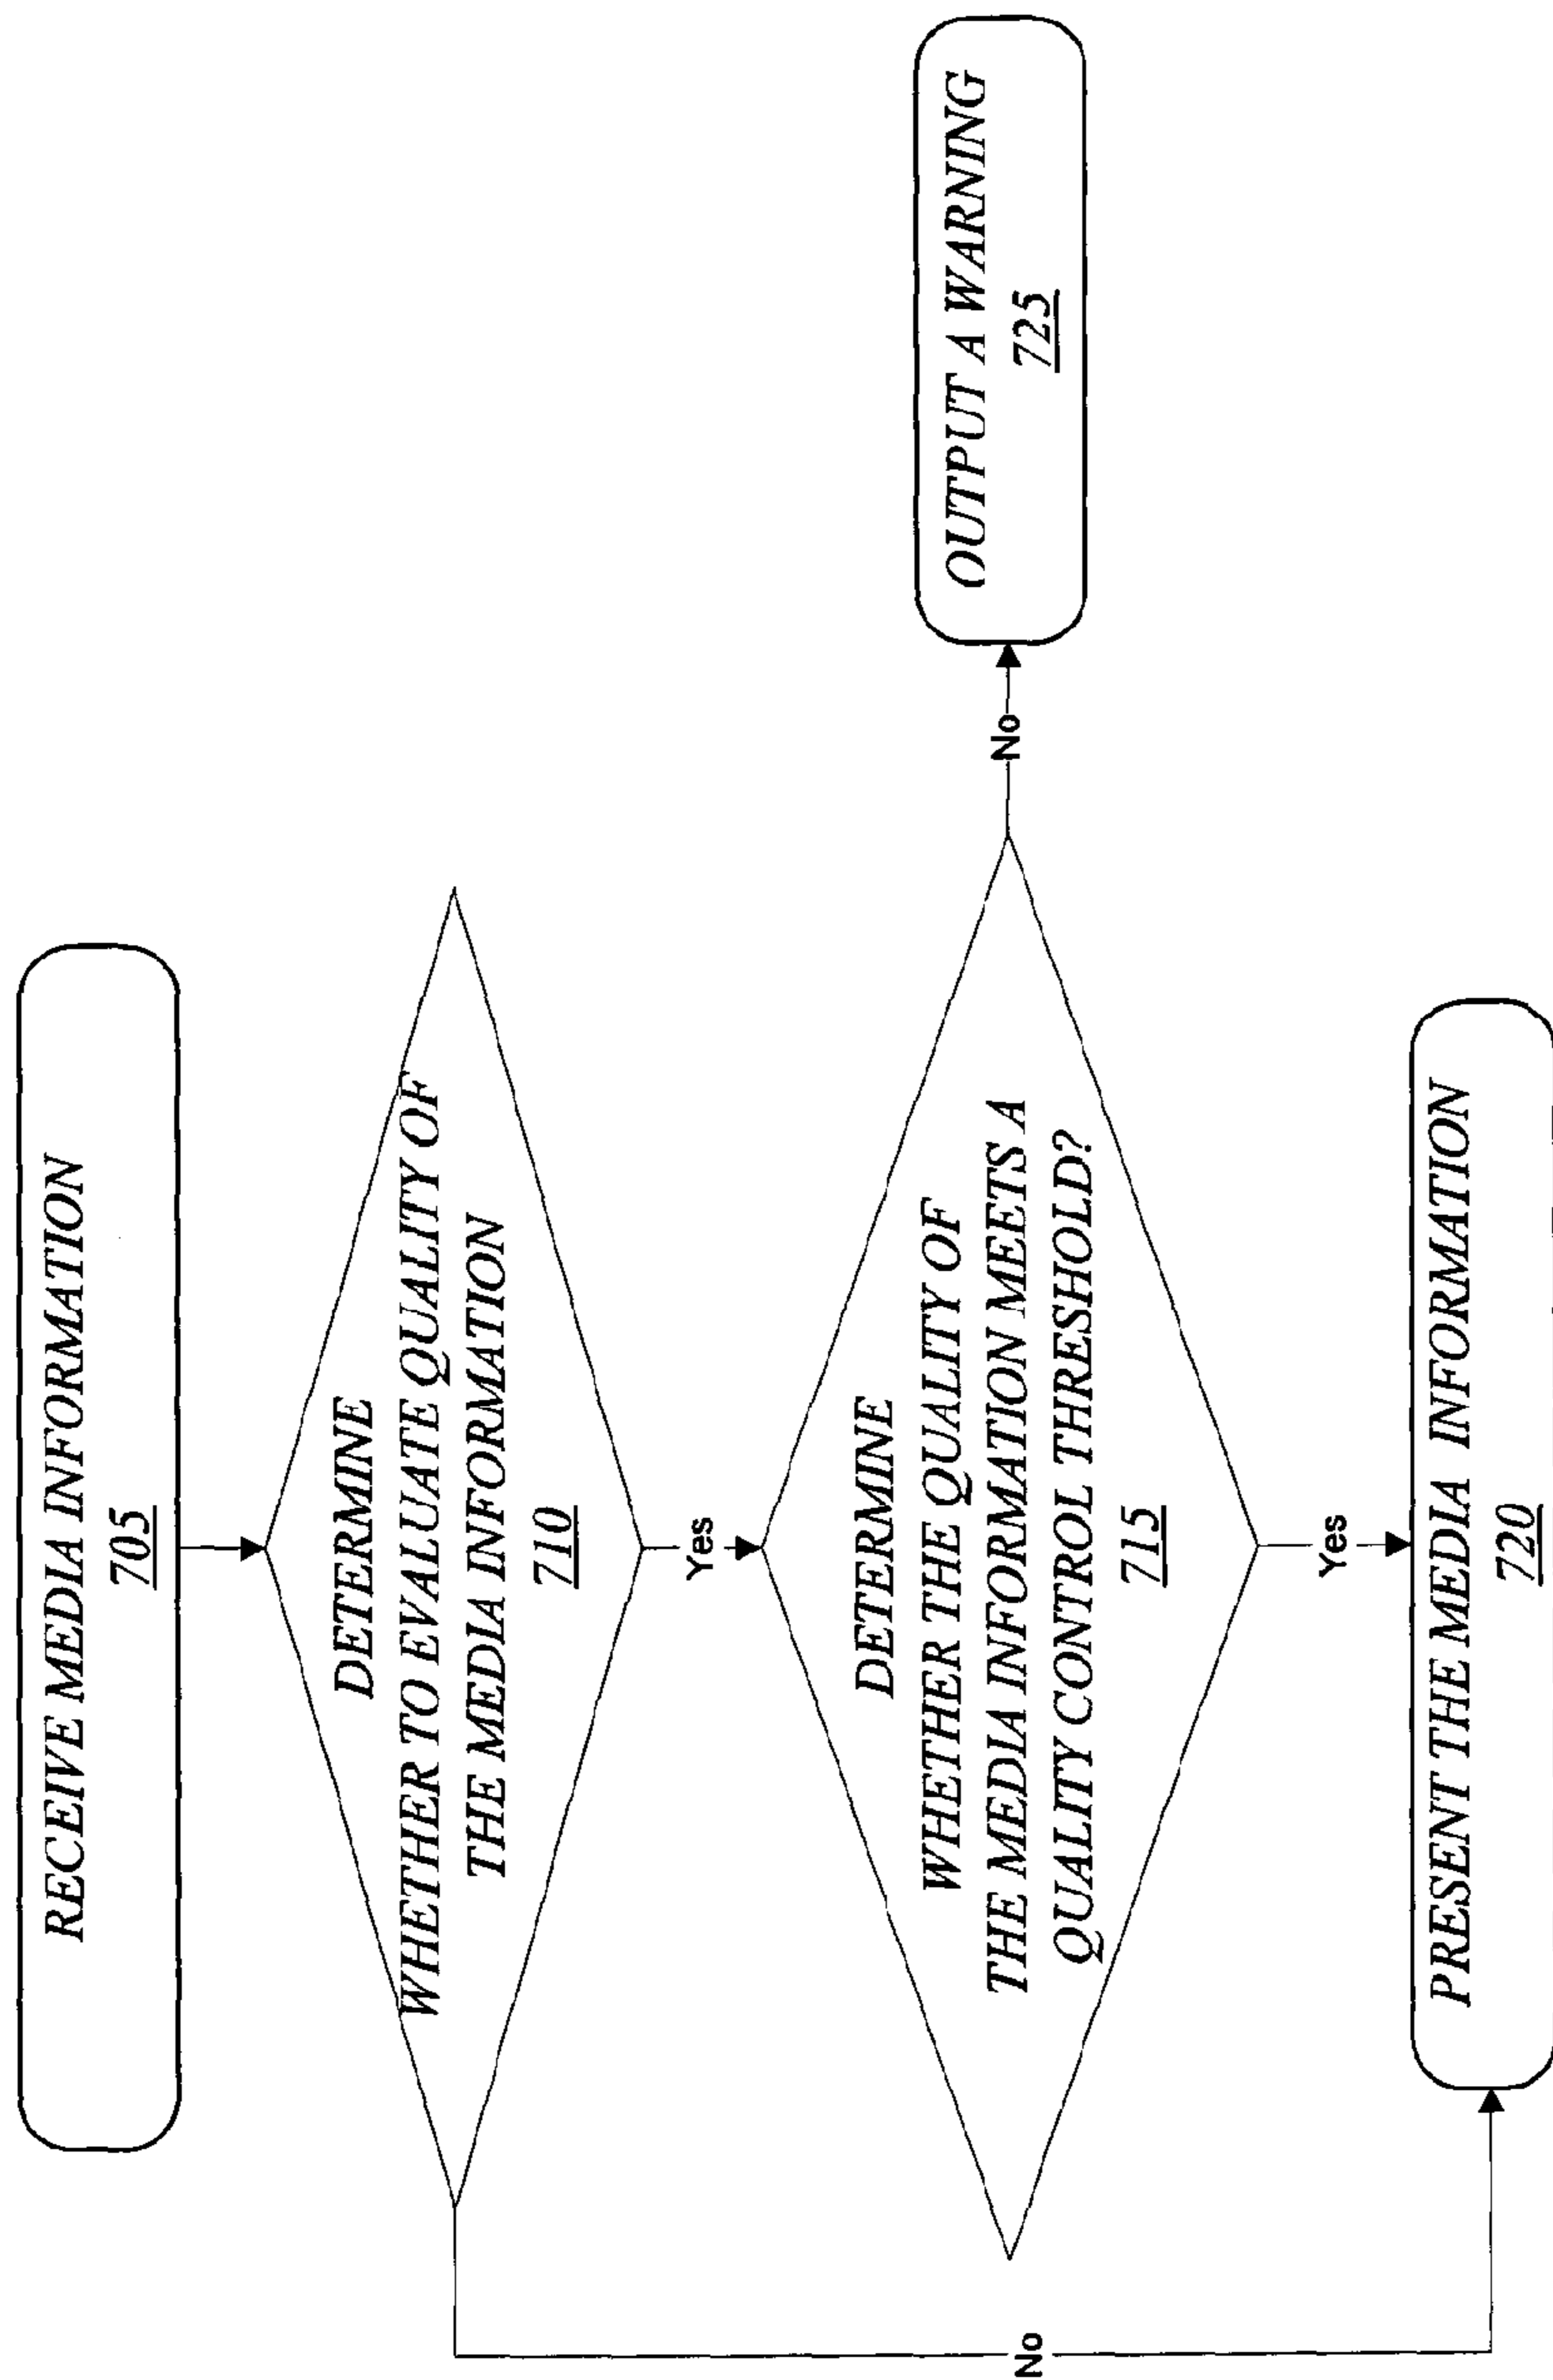 RECEIVE MEDIA INFORMATION
705
DETERMINE
WHETHER TO EVALUATE QUALITY OF
THE MEDIA INFORMATION
710
Yes
DETERMINE
WHETHER THE QUALITY OF
THE MEDIA INFORMATION MEETS A
QUALITY CONTROL THRESHOLD?
715
No
OUTPUT A WARNING
725
Yes
No
PRESENT THE MEDIA INFORMATION
720